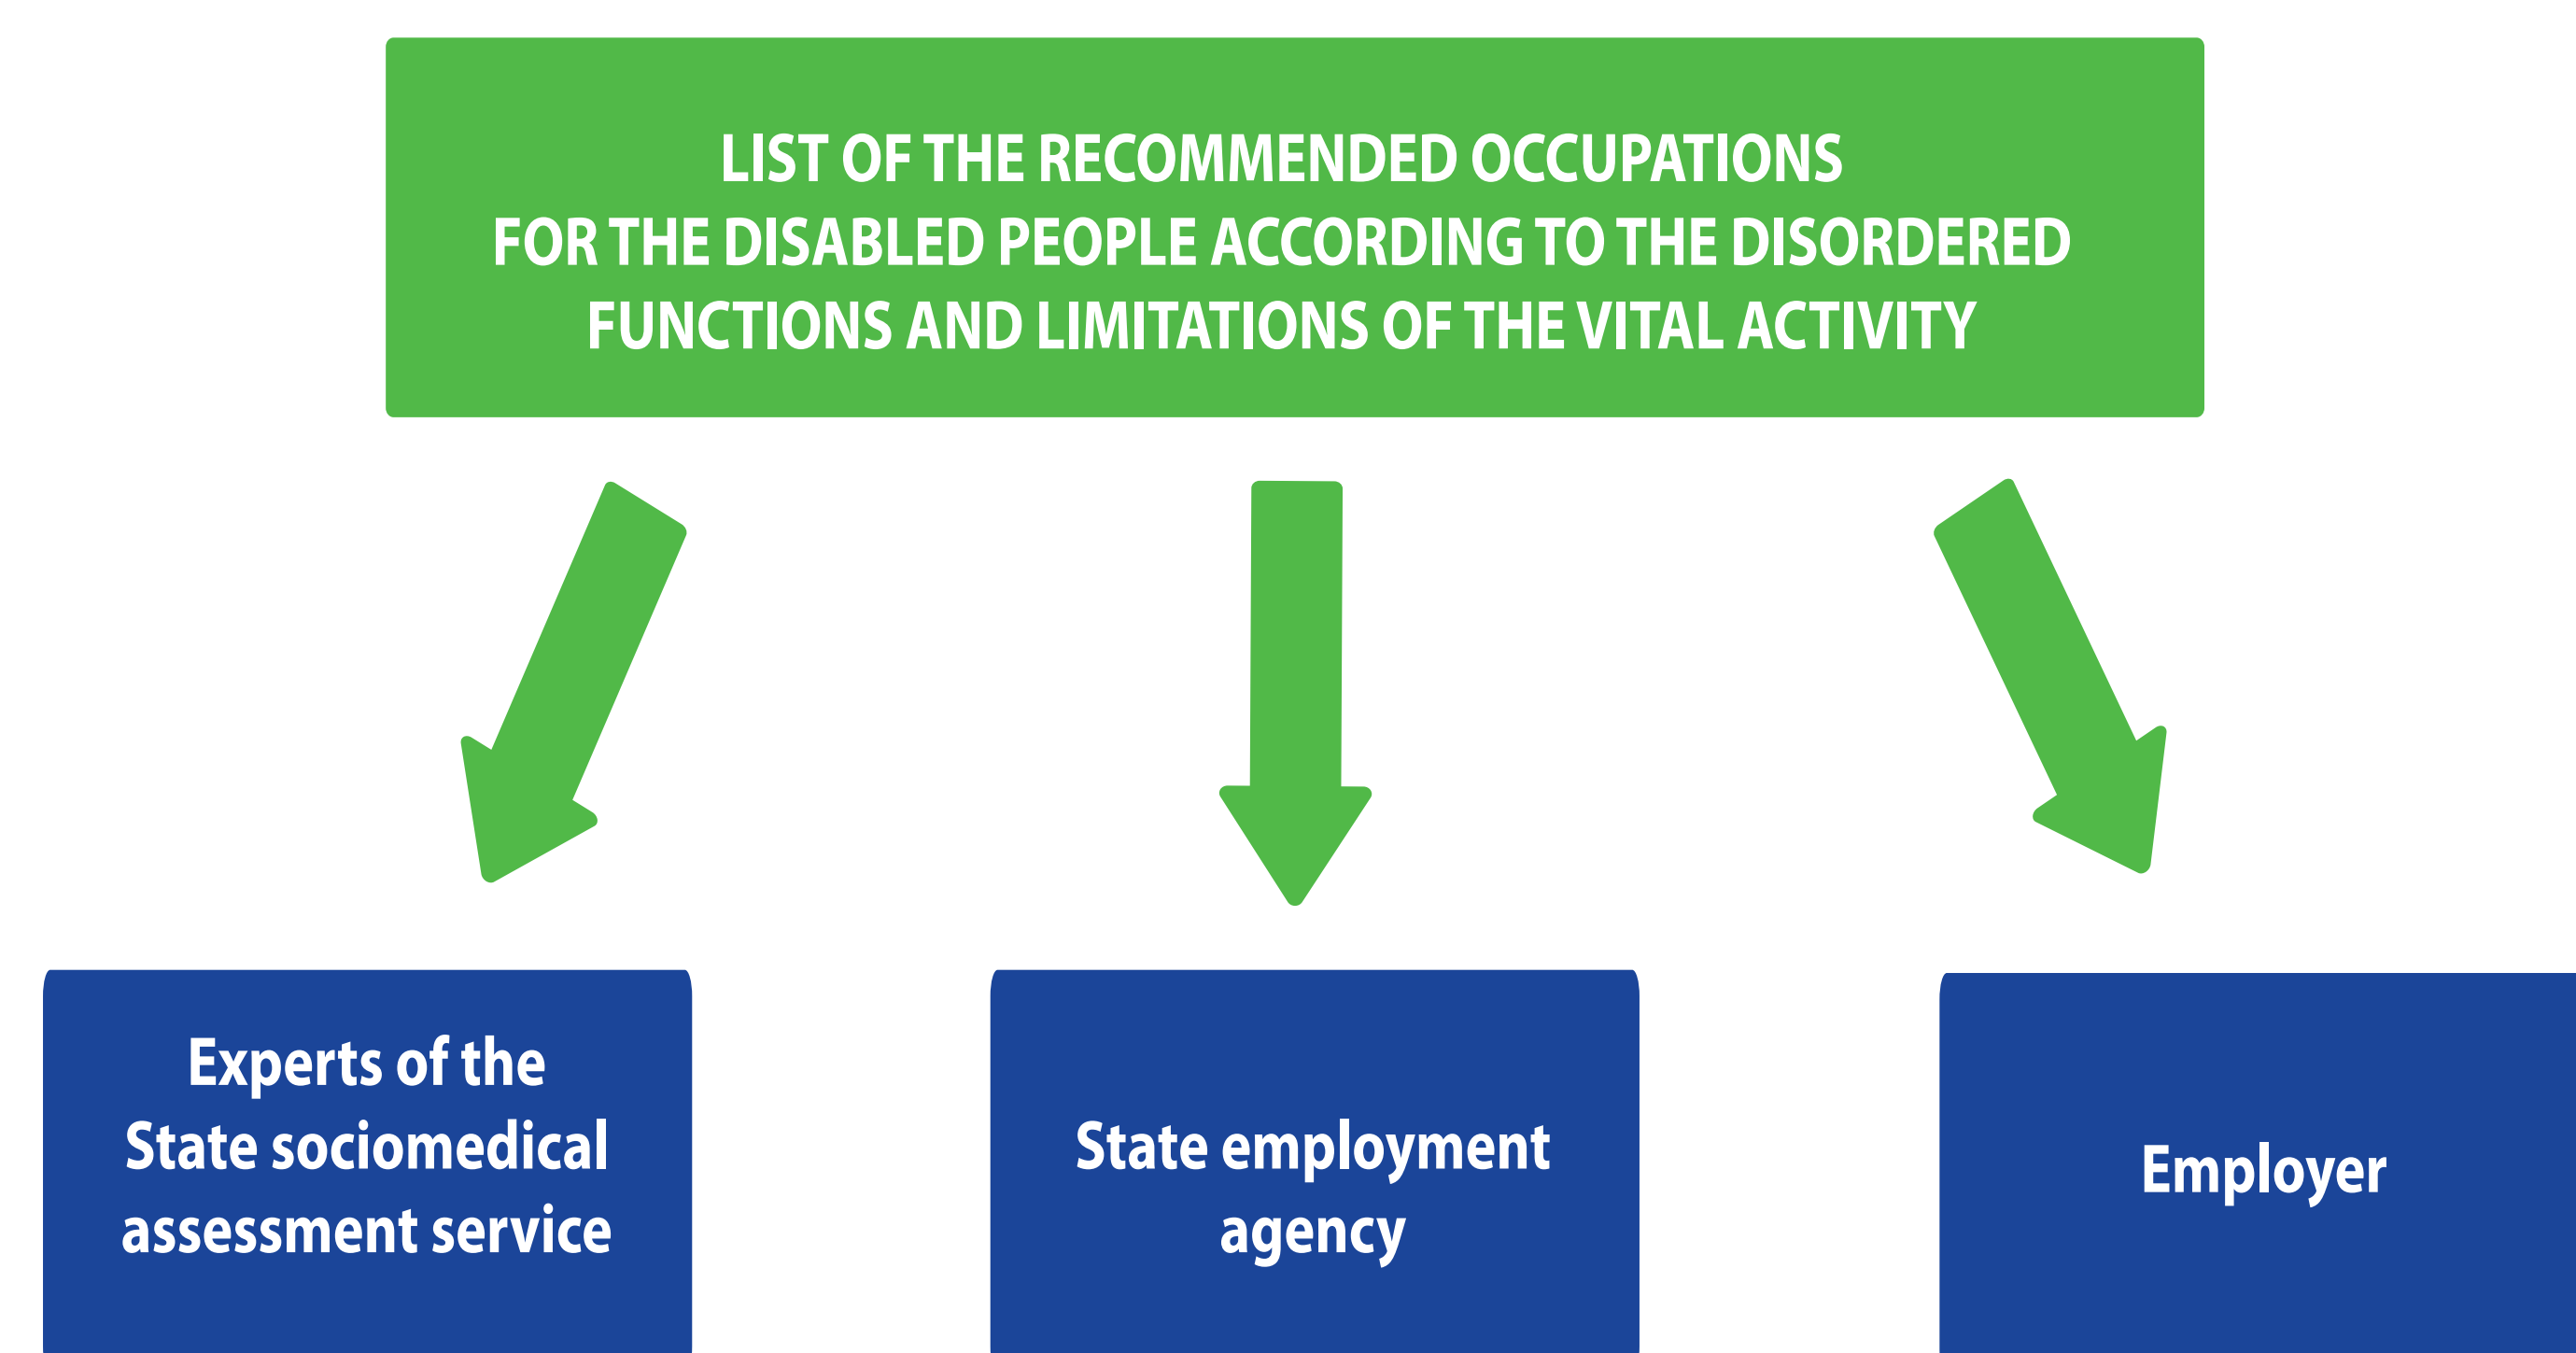 LIST OF THE RECOMMENDED OCCUPATIONS
FOR THE DISABLED PEOPLE ACCORDING TO THE DISORDERED
FUNCTIONS AND LIMITATIONS OF THE VITAL ACTIVITY
Experts of the
State sociomedical
assessment service
State employment
agency
Employer